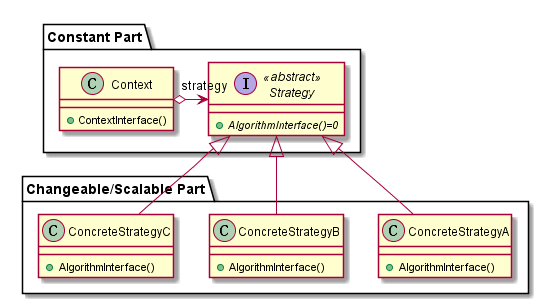 Constant Part
C Context
ContextInterface()
strategy
I «abstract»
Strategy
AlgorithmInterface()=0
Changeable/Scalable Part
C ConcreteStrategyC
AlgorithmInterface()
C ConcreteStrategyB
AlgorithmInterface()
C ConcreteStrategyA
AlgorithmInterface()